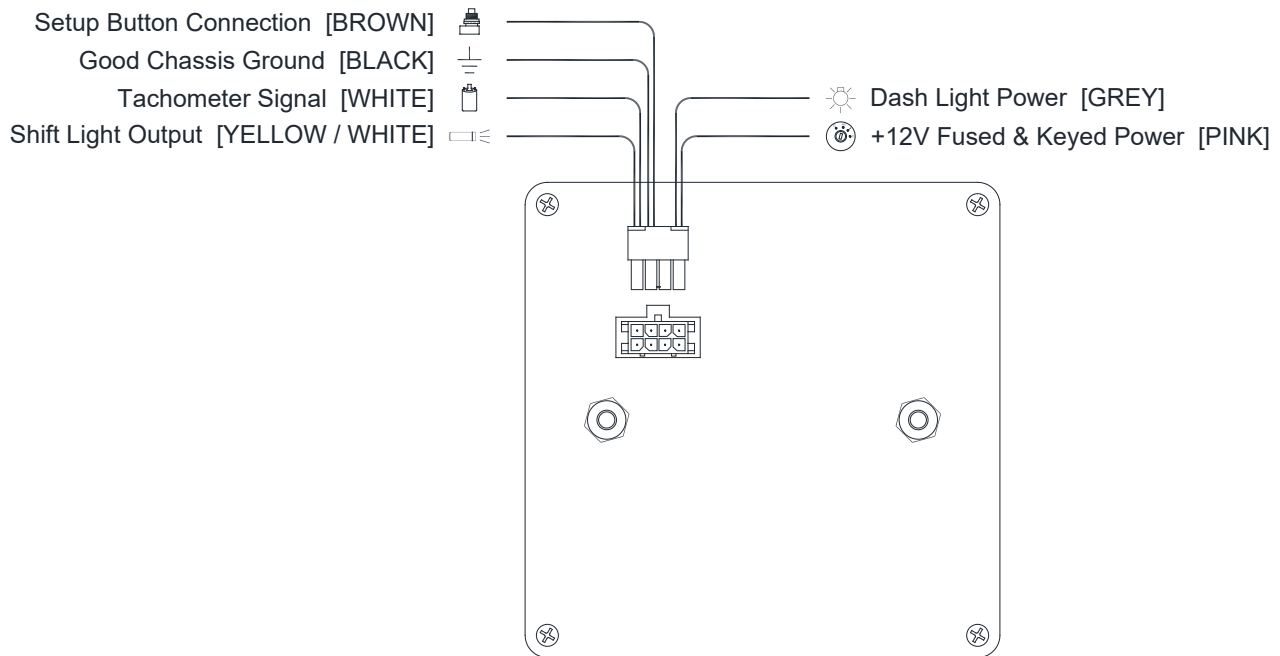 Setup Button Connection [BROWN]
Good Chassis Ground [BLACK]
Tachometer Signal [WHITE]
Shift Light Output [YELLOW / WHITE]
Dash Light Power [GREY]
+12V Fused & Keyed Power [PINK]